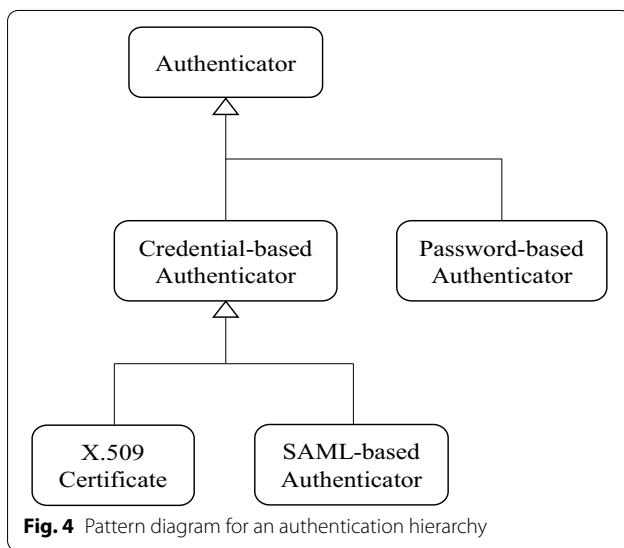 Authenticator
Credential-based
Authenticator
Password-based
Authenticator
X.509
Certificate
SAML-based
Authenticator
Fig. 4 Pattern diagram for an authentication hierarchy